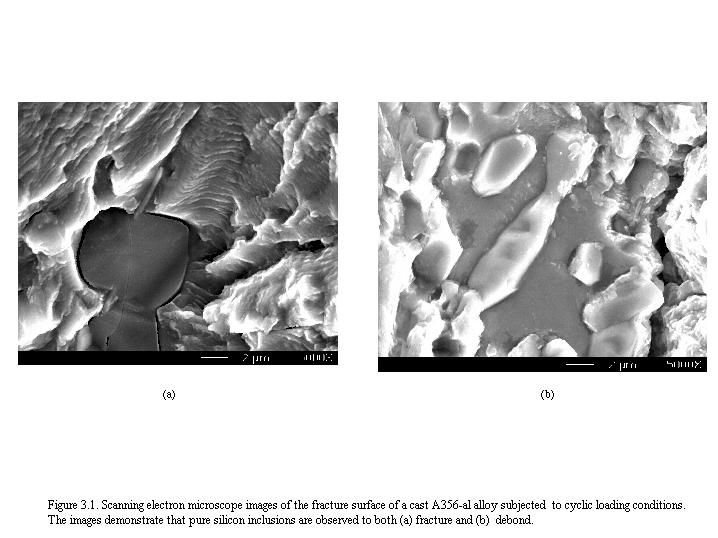 2 μm 5000X
2 μm 5000X
(a)
(b)
Figure 3.1. Scanning electron microscope images of the fracture surface of a cast A356-al alloy subjected to cyclic loading conditions.
The images demonstrate that pure silicon inclusions are observed to both (a) fracture and (b) debond.